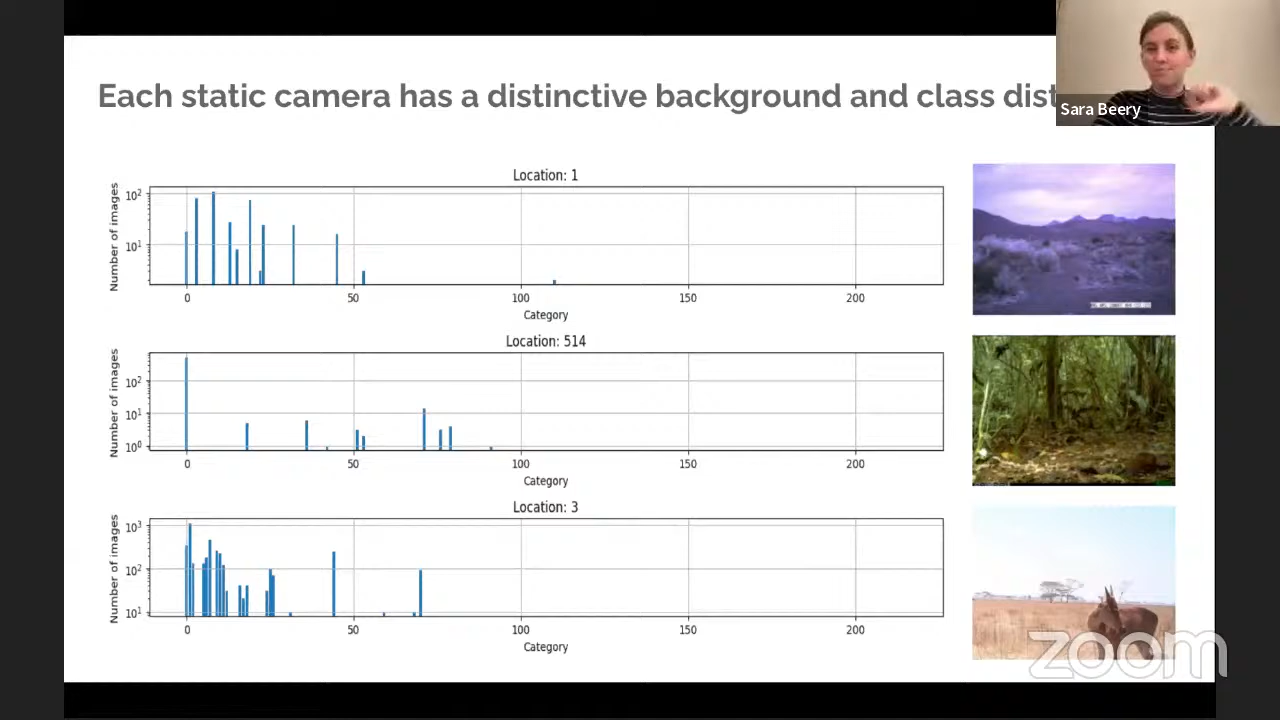 Each static camera has a distinctive background and class dist
Sara Beery
Location: 1
Number of images
10²
10¹
0 50 100 150 200
Category
Location: 514
Number of images
10²
10¹
10⁰
0 50 100 150 200
Category
Location: 3
Number of images
10³
10²
10¹
0 50 100 150 200
Category
zoom